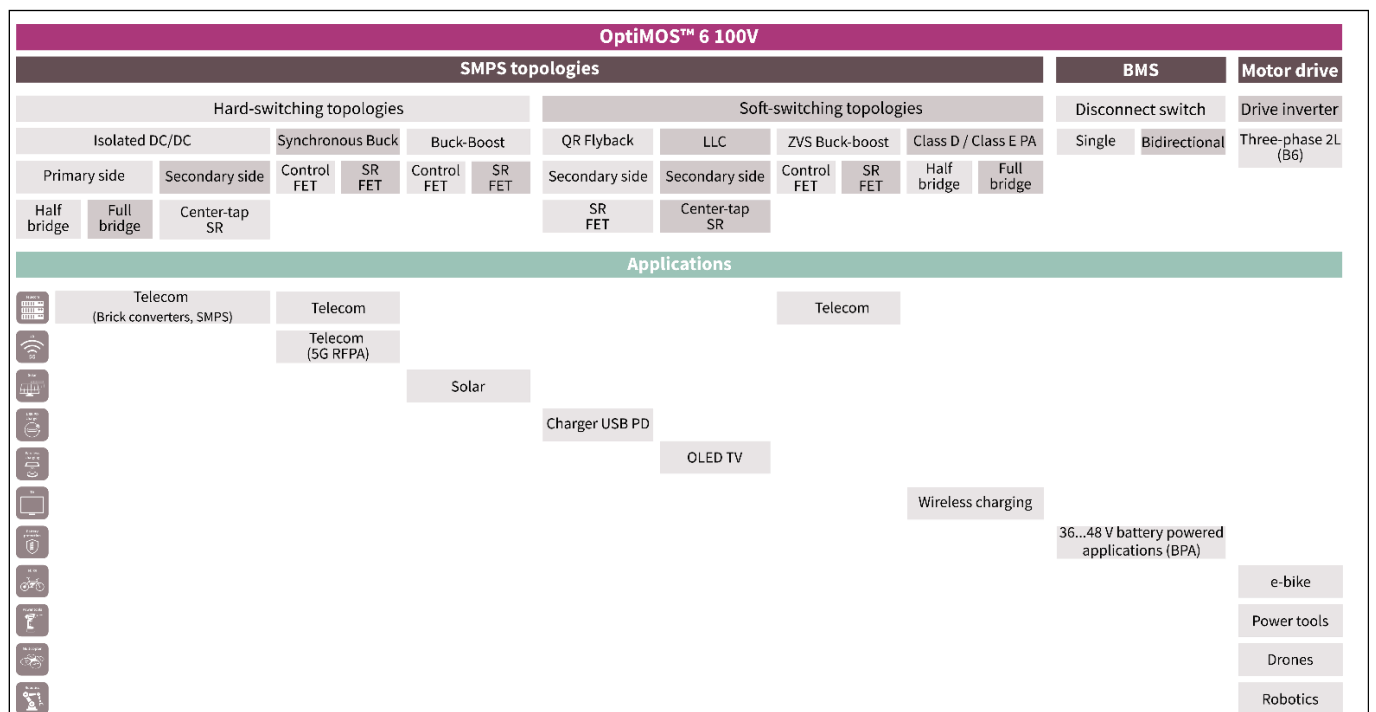 OptiMOS™ 6 100V
SMPS topologies
BMS
Motor drive
Hard-switching topologies
Soft-switching topologies
Disconnect switch
Drive inverter
Isolated DC/DC
Synchronous Buck
Buck-Boost
QR Flyback
LLC
ZVS Buck-boost
Class D / Class E PA
Single
Bidirectional
Three-phase 2L
(B6)
Primary side
Secondary side
Control
FET
SR
FET
Control
FET
SR
FET
Secondary side
Secondary side
Control
FET
SR
FET
Half
bridge
Full
bridge
Half
bridge
Full
bridge
Center-tap
SR
SR
FET
Center-tap
SR
Applications
Telecom
(Brick converters, SMPS)
Telecom
Telecom
Telecom
(5G RFPA)
Solar
Charger USB PD
OLED TV
Wireless charging
36...48 V battery powered
applications (BPA)
e-bike
Power tools
Drones
Robotics